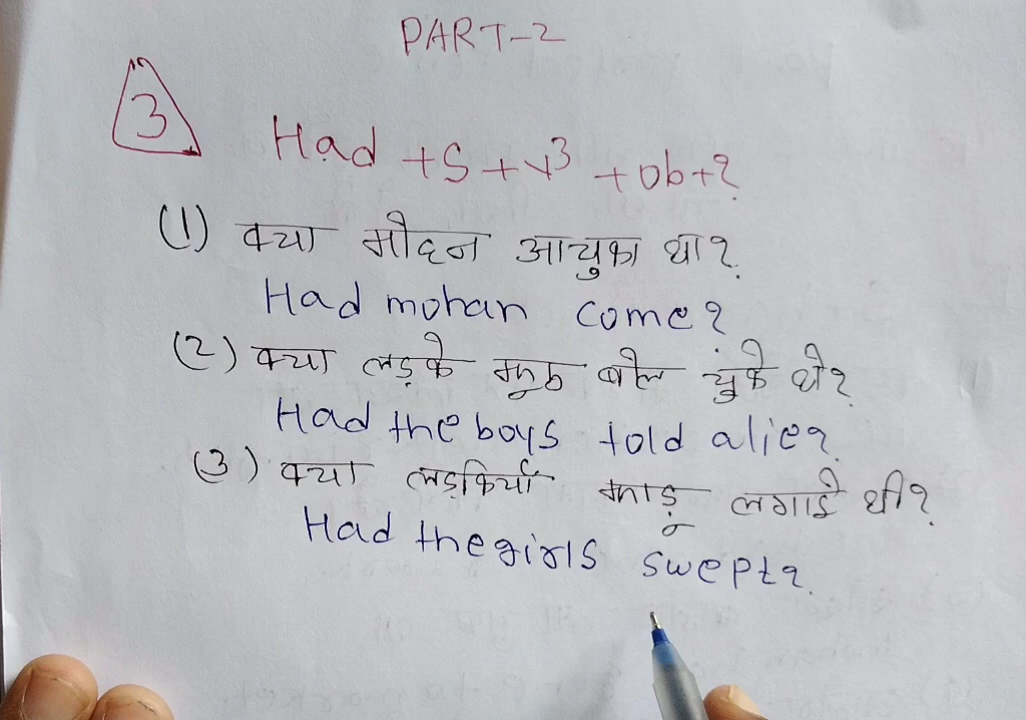 PART-2
3
Had + S + v3 + ob + ?
(1) क्या मोहन आ चुका था?
Had mohan come?
(2) क्या लड़के झूठ बोल चुके थे?
Had the boys told a lie?
(3) क्या लड़कियाँ झाड़ू लगाई थी?
Had the girls swept?